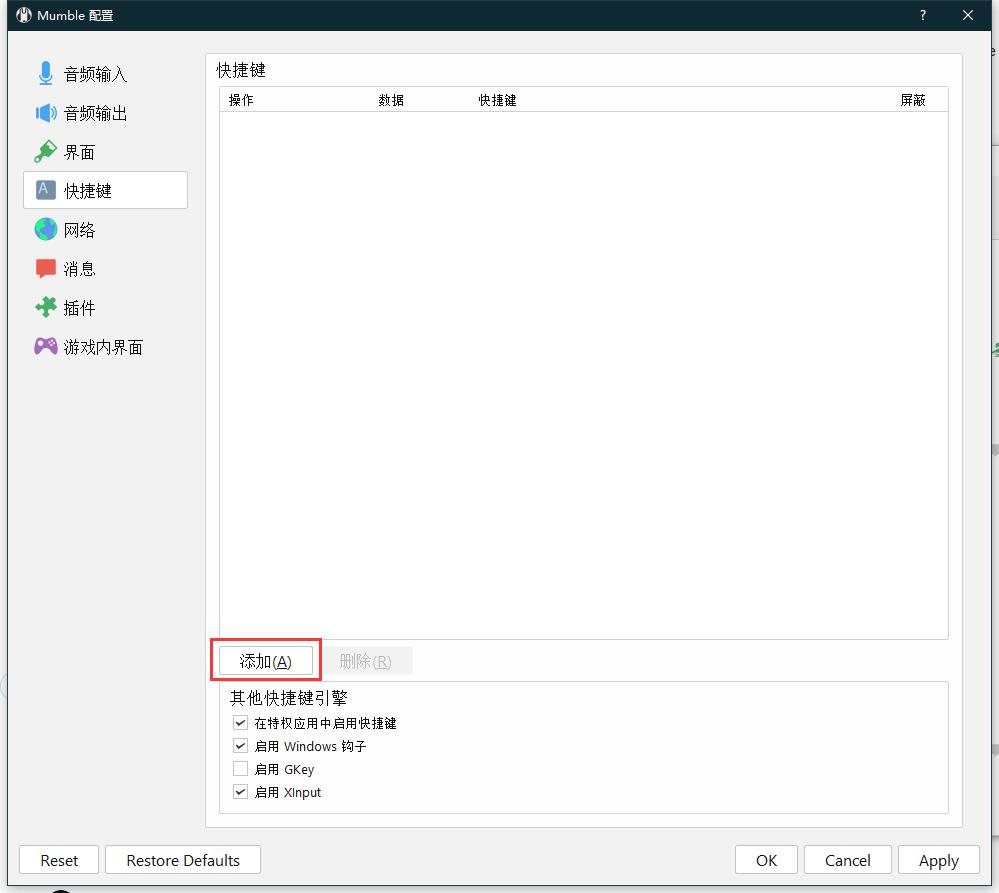 Mumble 配置
?
音频输入
音频输出
界面
快捷键
网络
消息
插件
游戏内界面
快捷键
操作 数据 快捷键 屏蔽
添加(A) 删除(R)
其他快捷键引擎
在特权应用中启用快捷键
启用 Windows 钩子
启用 GKey
启用 XInput
Reset Restore Defaults OK Cancel Apply